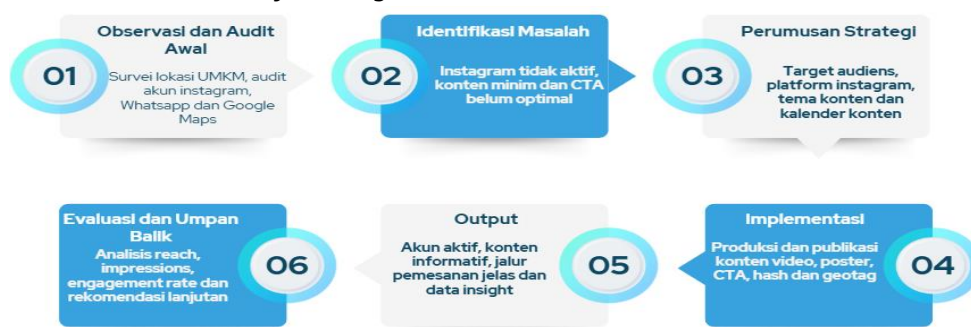 Observasi dan Audit
Awal
01
Survei lokasi UMKM, audit
akun instagram,
Whatsapp dan Google
Maps
Identifikasi Masalah
02
Instagram tidak aktif,
konten minim dan CTA
belum optimal
Perumusan Strategi
03
Target audiens,
platform instagram,
tema konten dan
kalender konten
Evaluasi dan Umpan
Balik
Analisis reach,
impressions,
engagement rate dan
rekomendasi lanjutan
06
Output
Akun aktif, konten
informatif, jalur
pemesanan jelas dan
data insight
05
Implementasi
Produksi dan publikasi
konten video, poster,
CTA, hash dan geotag
04